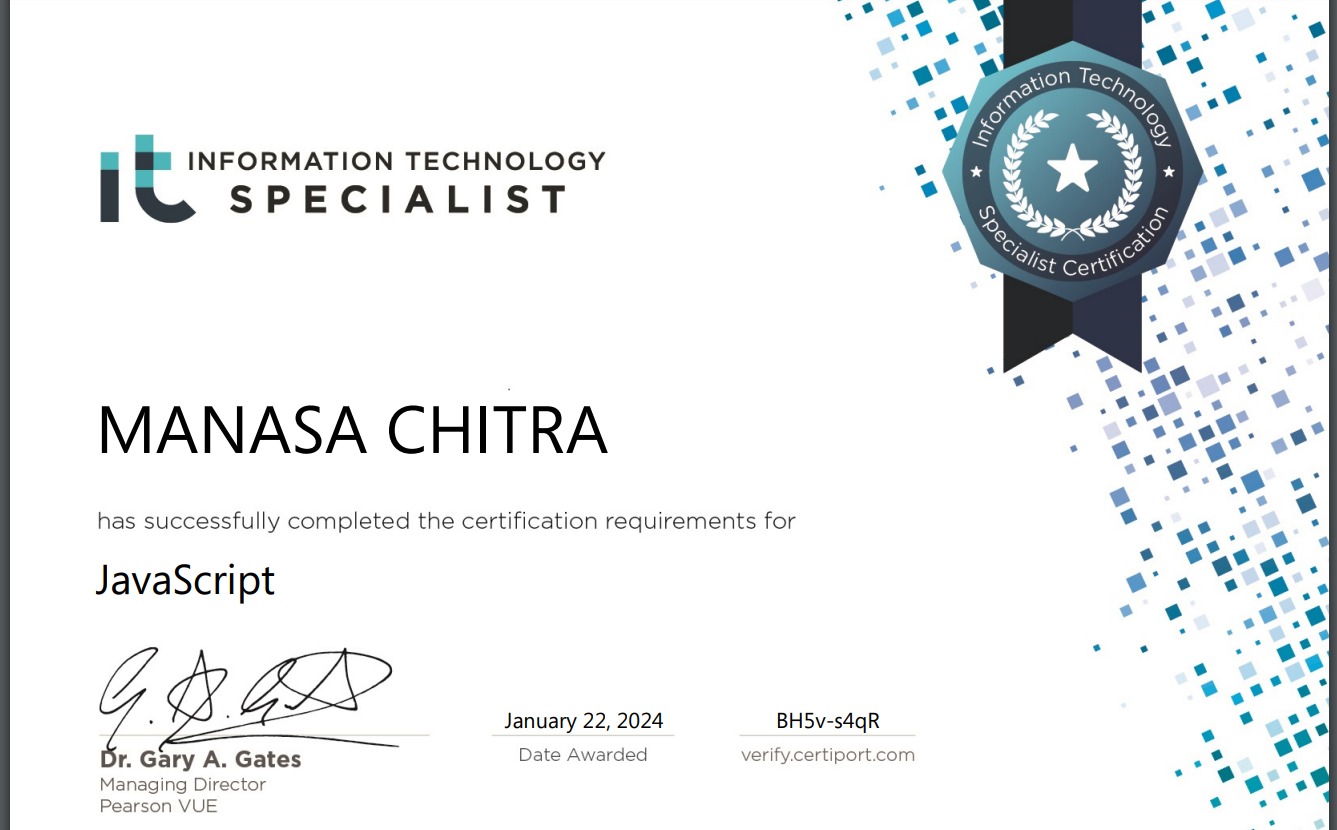 INFORMATION TECHNOLOGY
SPECIALIST
Information Technology
Specialist Certification
MANASA CHITRA
has successfully completed the certification requirements for
JavaScript
Dr. Gary A. Gates
Managing Director
Pearson VUE
January 22, 2024
Date Awarded
BH5v-s4qR
verify.certiport.com